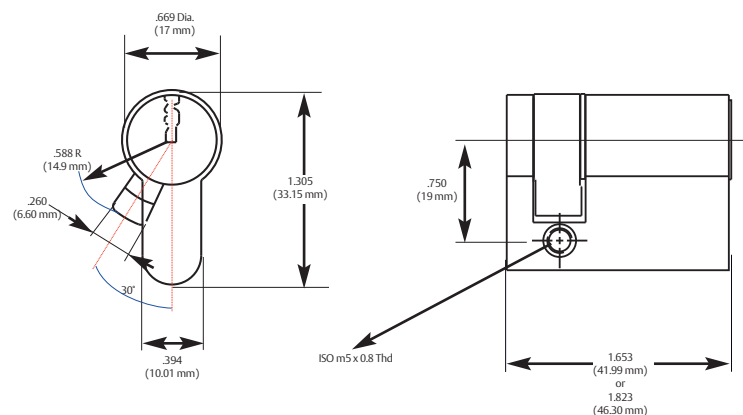 .669 Dia.
(17 mm)
.588 R
(14.9 mm)
.260
(6.60 mm)
30°
1.305
(33.15 mm)
.394
(10.01 mm)
.750
(19 mm)
ISO m5 x 0.8 Thd
1.653
(41.99 mm)
or
1.823
(46.30 mm)